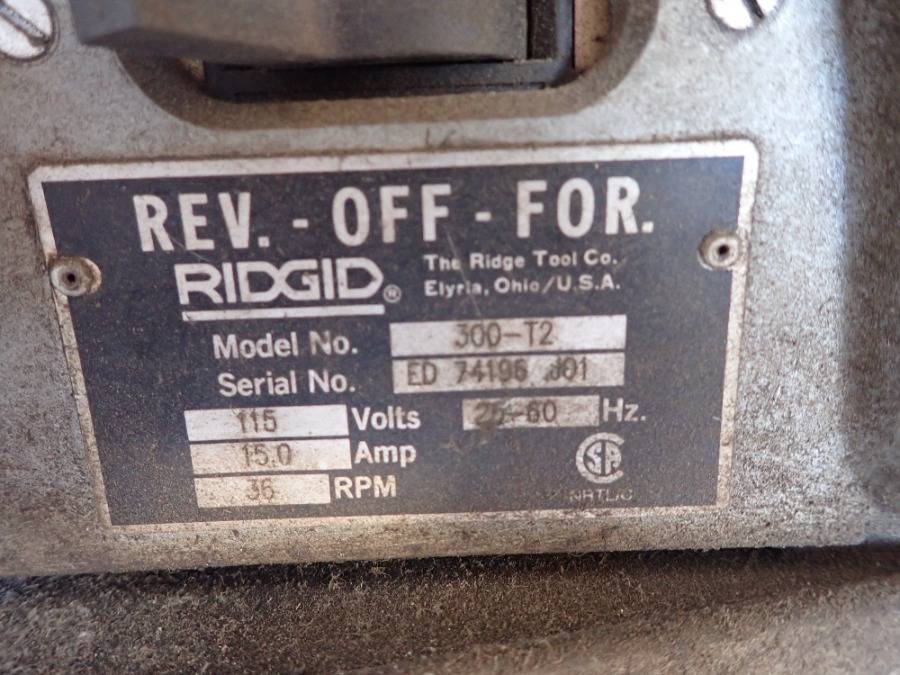 REV. - OFF - FOR.
RIDGID® The Ridge Tool Co.
Elyria, Ohio/U.S.A.
Model No. 300-T2
Serial No. ED 74196 J01
115 Volts 25-60 Hz.
15.0 Amp
36 RPM
NRTL/C